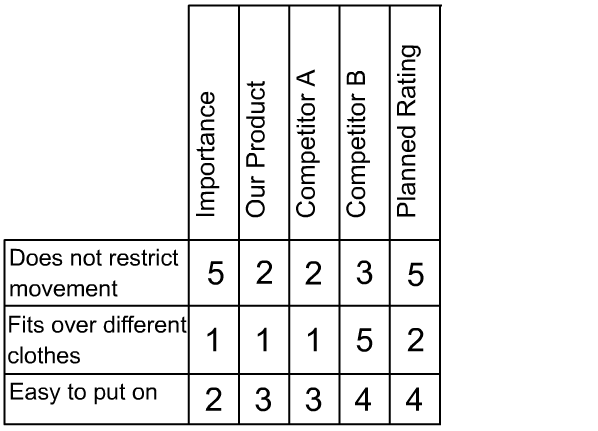 Importance
Our Product
Competitor A
Competitor B
Planned Rating
Does not restrict
movement
5 2 2 3 5
Fits over different
clothes
1 1 1 5 2
Easy to put on
2 3 3 4 4